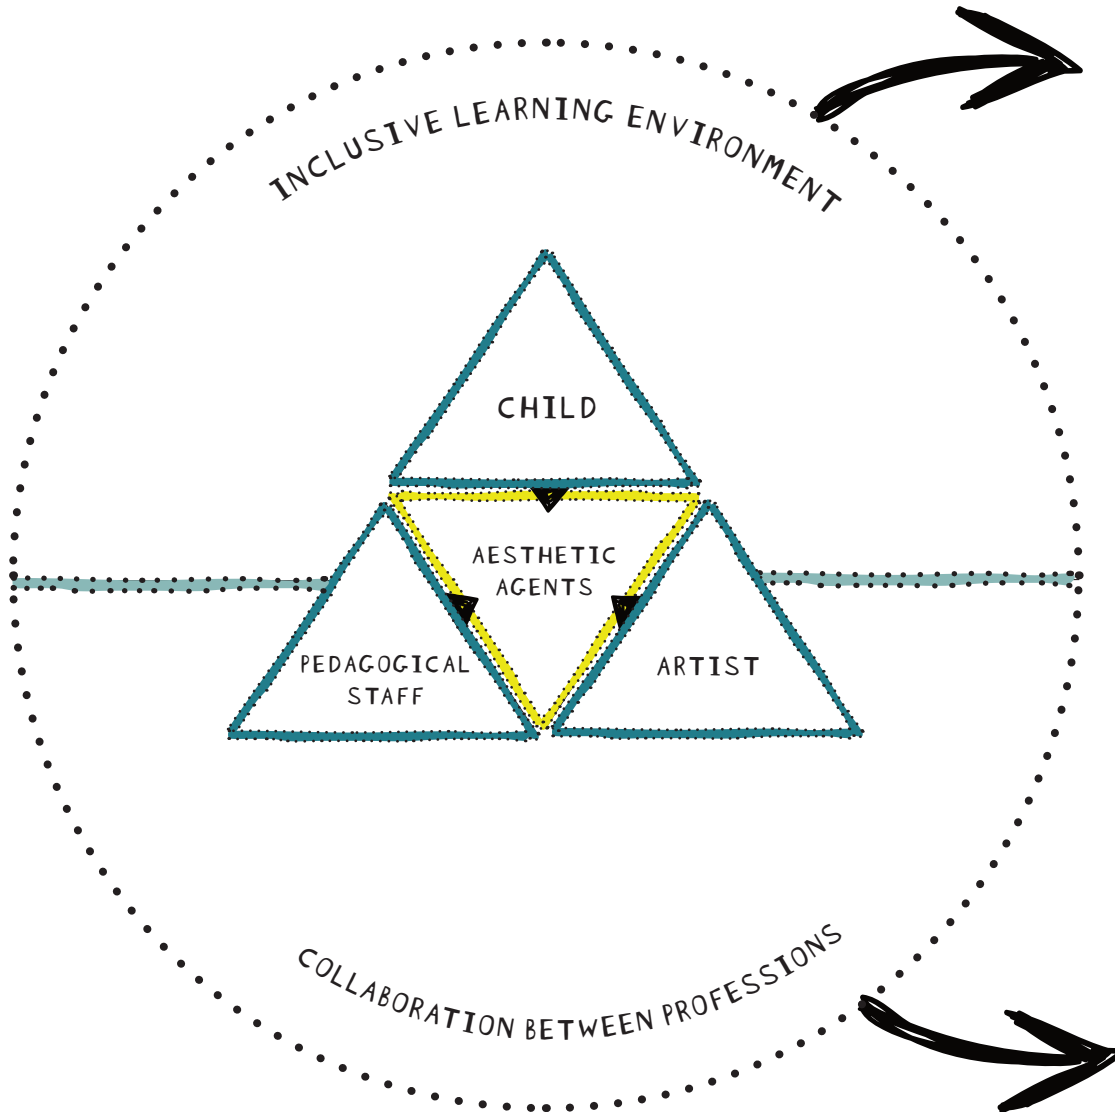 INCLUSIVE LEARNING ENVIRONMENT
CHILD
AESTHETIC
AGENTS
PEDAGOGICAL
STAFF
ARTIST
COLLABORATION BETWEEN PROFESSIONS